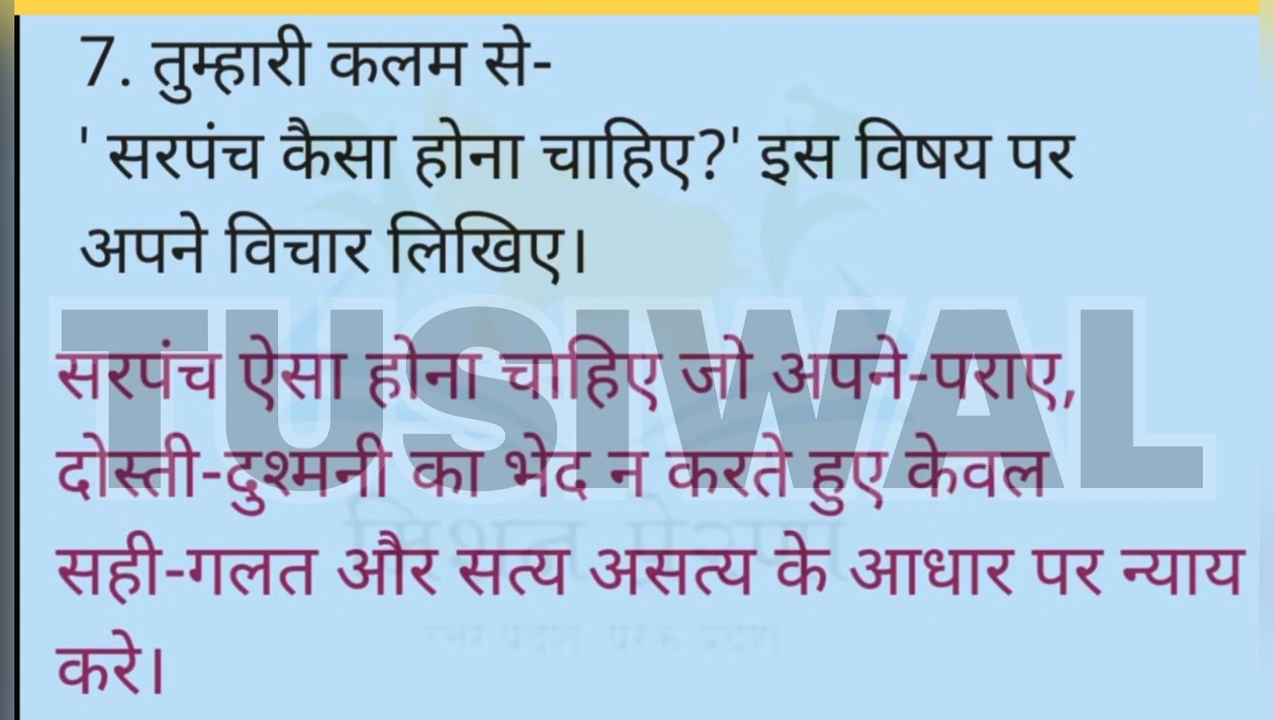 7. तुम्हारी कलम से-
' सरपंच कैसा होना चाहिए?' इस विषय पर
अपने विचार लिखिए।
TUSIWAL
सरपंच ऐसा होना चाहिए जो अपने-पराए,
दोस्ती-दुश्मनी का भेद न करते हुए केवल
सही-गलत और सत्य असत्य के आधार पर न्याय
करे।